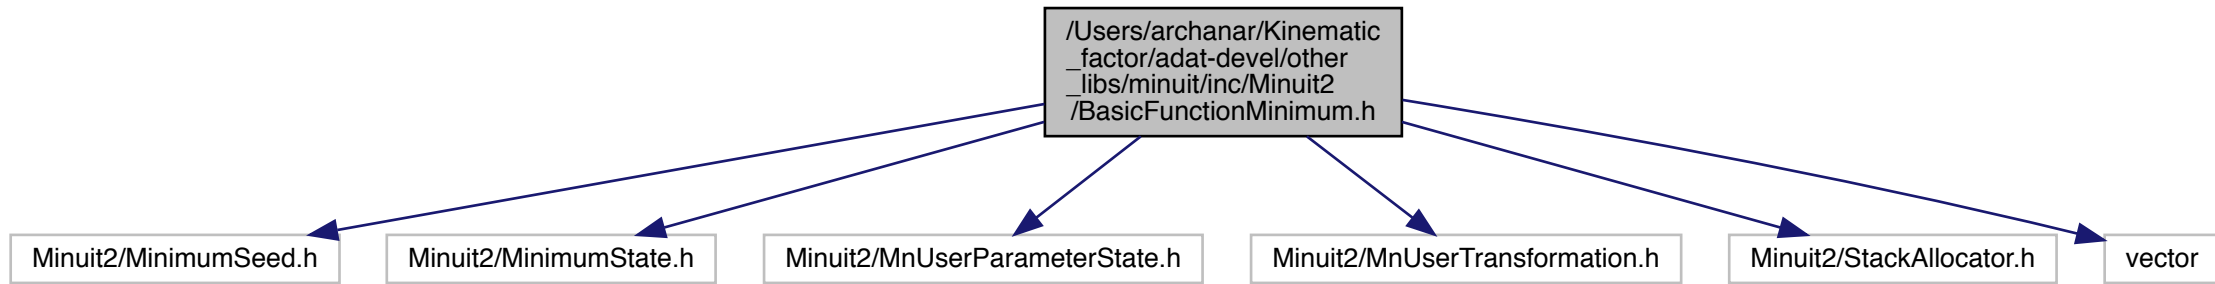 /Users/archanar/Kinematic
_factor/adat-devel/other
_libs/minuit/inc/Minuit2
/BasicFunctionMinimum.h
Minuit2/MinimumSeed.h
Minuit2/MinimumState.h
Minuit2/MnUserParameterState.h
Minuit2/MnUserTransformation.h
Minuit2/StackAllocator.h
vector